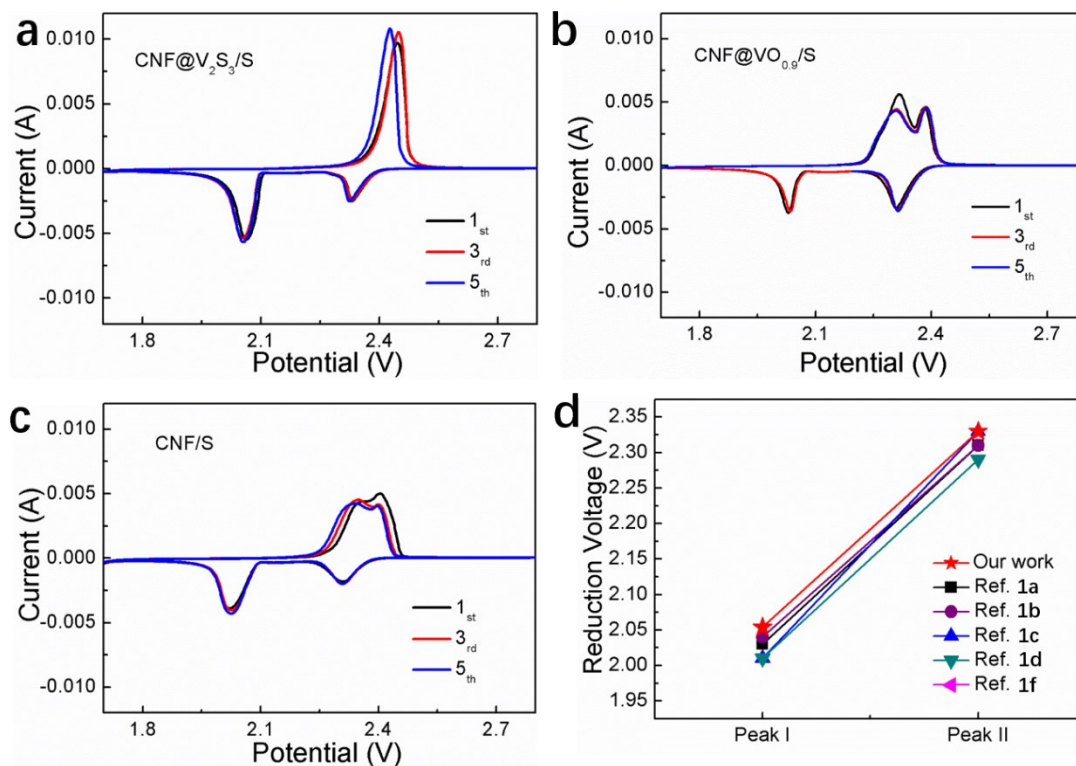 a
CNF@V₂S₃/S
Current (A)
0.010
0.005
0.000
-0.005
-0.010
1st
3rd
5th
1.8 2.1 2.4 2.7
Potential (V)
b
CNF@VO₀.₉/S
Current (A)
0.010
0.005
0.000
-0.005
-0.010
1st
3rd
5th
1.8 2.1 2.4 2.7
Potential (V)
c
CNF/S
Current (A)
0.010
0.005
0.000
-0.005
-0.010
1st
3rd
5th
1.8 2.1 2.4 2.7
Potential (V)
d
Reduction Voltage (V)
2.35
2.30
2.25
2.20
2.15
2.10
2.05
2.00
1.95
Our work
Ref. 1a
Ref. 1b
Ref. 1c
Ref. 1d
Ref. 1f
Peak I Peak II